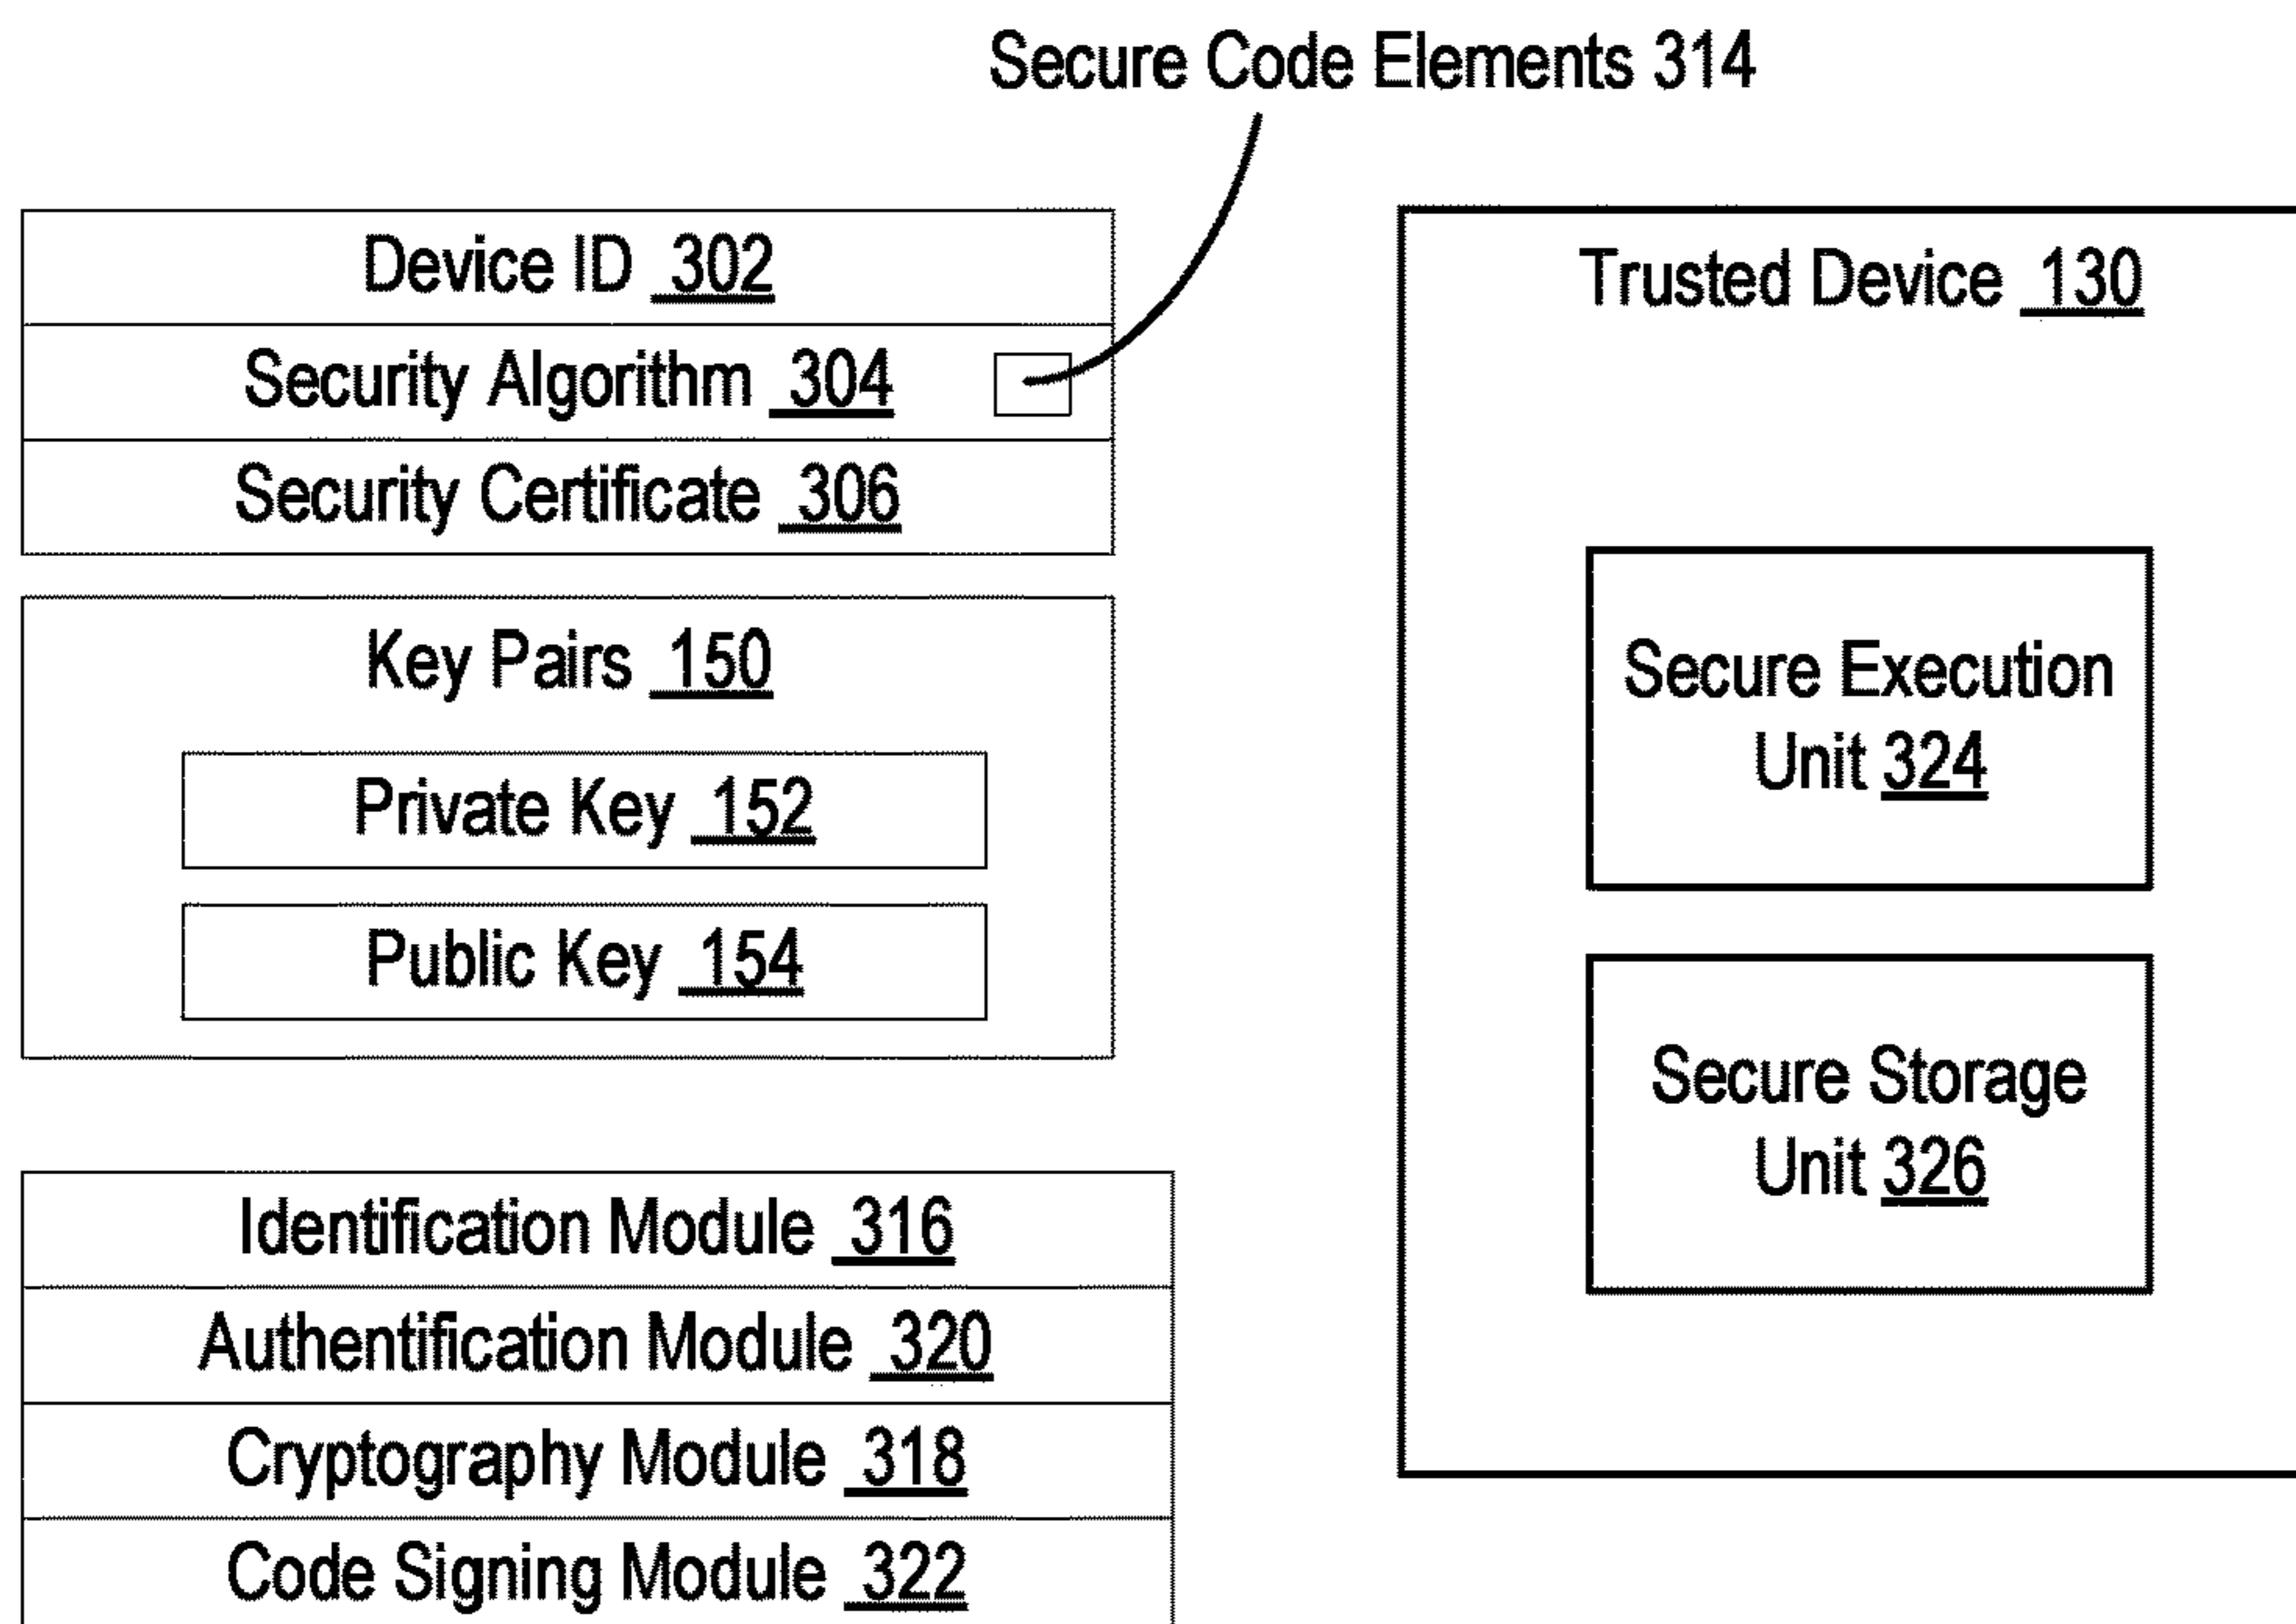 Secure Code Elements 314
Device ID 302
Security Algorithm 304
Security Certificate 306
Key Pairs 150
Private Key 152
Public Key 154
Identification Module 316
Authentification Module 320
Cryptography Module 318
Code Signing Module 322
Trusted Device 130
Secure Execution
Unit 324
Secure Storage
Unit 326